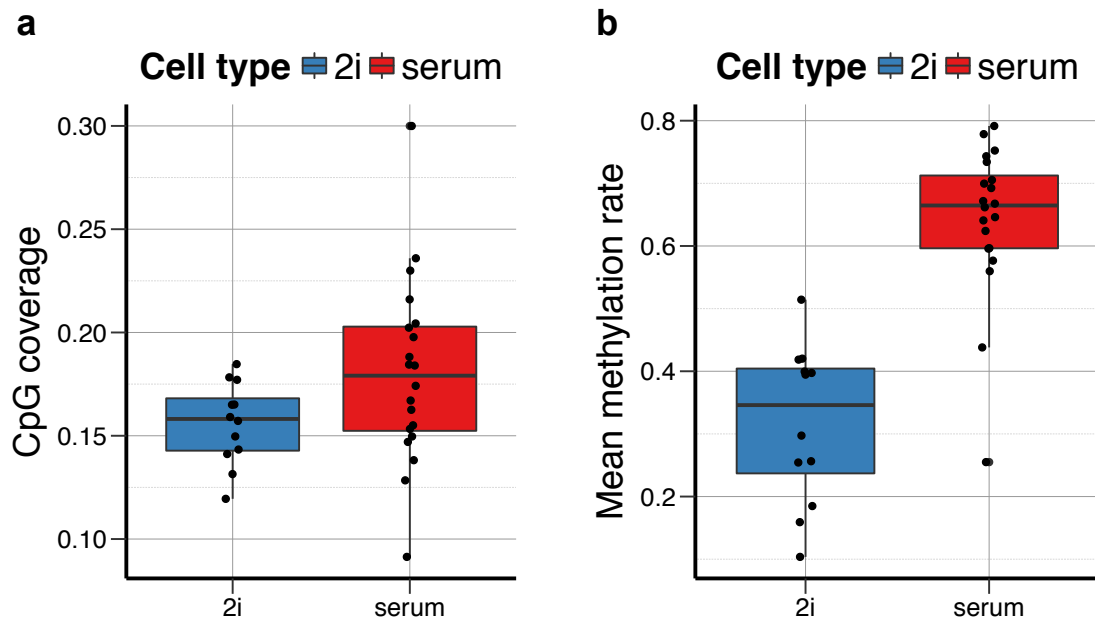 a
Cell type 2i serum
CpG coverage
0.30
0.25
0.20
0.15
0.10
2i serum
b
Cell type 2i serum
Mean methylation rate
0.8
0.6
0.4
0.2
2i serum